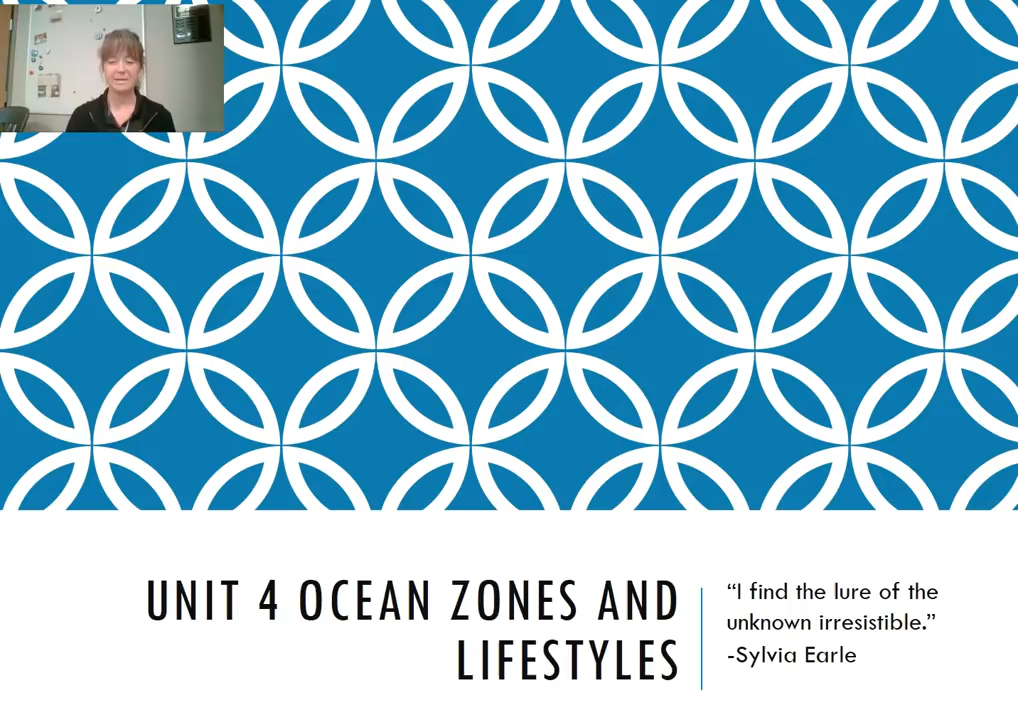 UNIT 4 OCEAN ZONES AND
LIFESTYLES
“I find the lure of the
unknown irresistible.”
-Sylvia Earle